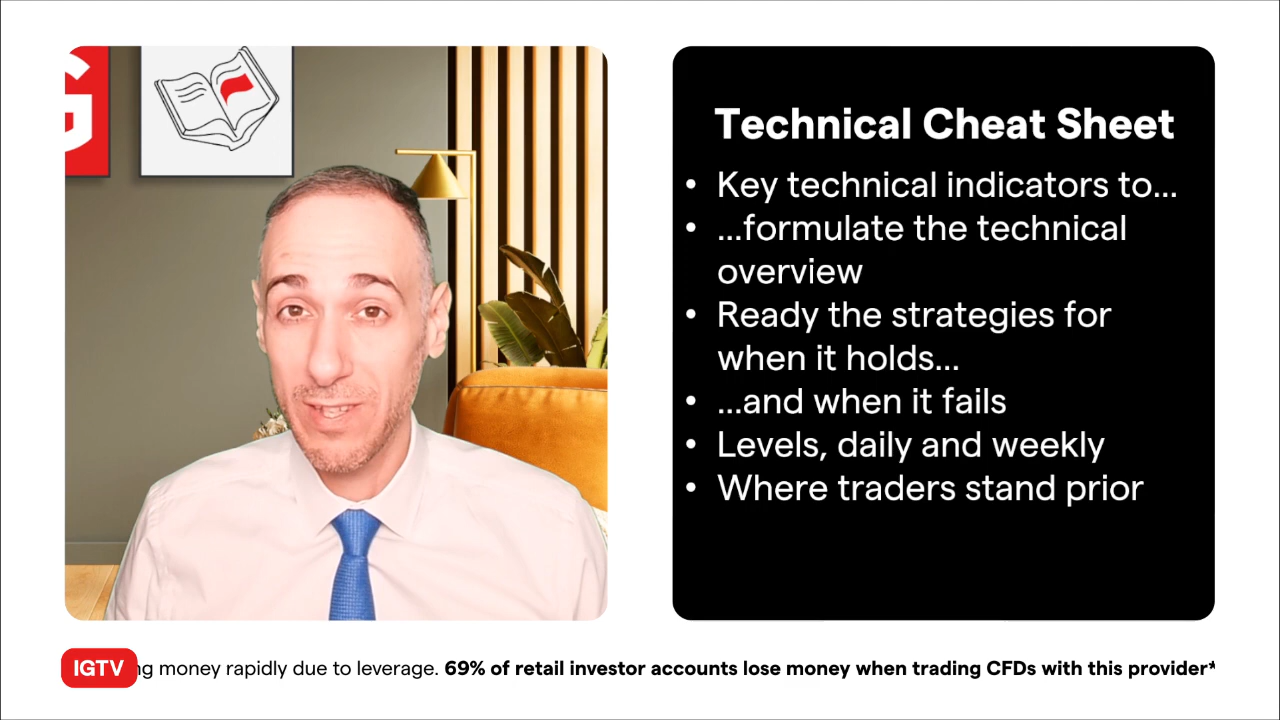 G
Technical Cheat Sheet
• Key technical indicators to...
• ...formulate the technical
overview
• Ready the strategies for
when it holds...
• ...and when it fails
• Levels, daily and weekly
• Where traders stand prior
IGTV ng money rapidly due to leverage. 69% of retail investor accounts lose money when trading CFDs with this provider*